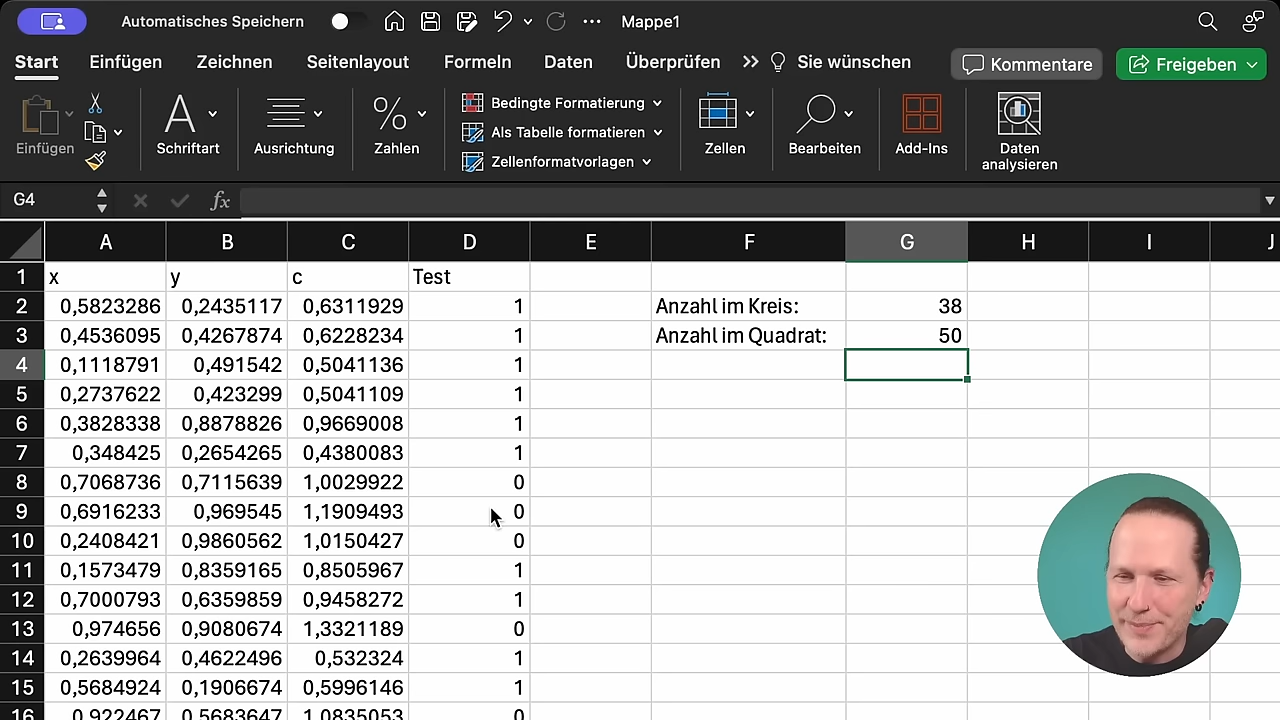 Automatisches Speichern
Mappe1
Start Einfügen Zeichnen Seitenlayout Formeln Daten Überprüfen Sie wünschen Kommentare Freigeben
Einfügen
Schriftart
Ausrichtung
%
Zahlen
Bedingte Formatierung
Als Tabelle formatieren
Zellenformatvorlagen
Zellen
Bearbeiten
Add-Ins
Daten analysieren
G4 fx
A B C D E F G H I J
1 x y c Test
2 0,5823286 0,2435117 0,6311929 1 Anzahl im Kreis: 38
3 0,4536095 0,4267874 0,6228234 1 Anzahl im Quadrat: 50
4 0,1118791 0,491542 0,5041136 1
5 0,2737622 0,423299 0,5041109 1
6 0,3828338 0,8878826 0,9669008 1
7 0,348425 0,2654265 0,4380083 1
8 0,7068736 0,7115639 1,0029922 0
9 0,6916233 0,969545 1,1909493 0
10 0,2408421 0,9860562 1,0150427 0
11 0,1573479 0,8359165 0,8505967 1
12 0,7000793 0,6359859 0,9458272 1
13 0,974656 0,9080674 1,3321189 0
14 0,2639964 0,4622496 0,532324 1
15 0,5684924 0,1906674 0,5996146 1
16 0,922467 0,5683647 1,0835053 0